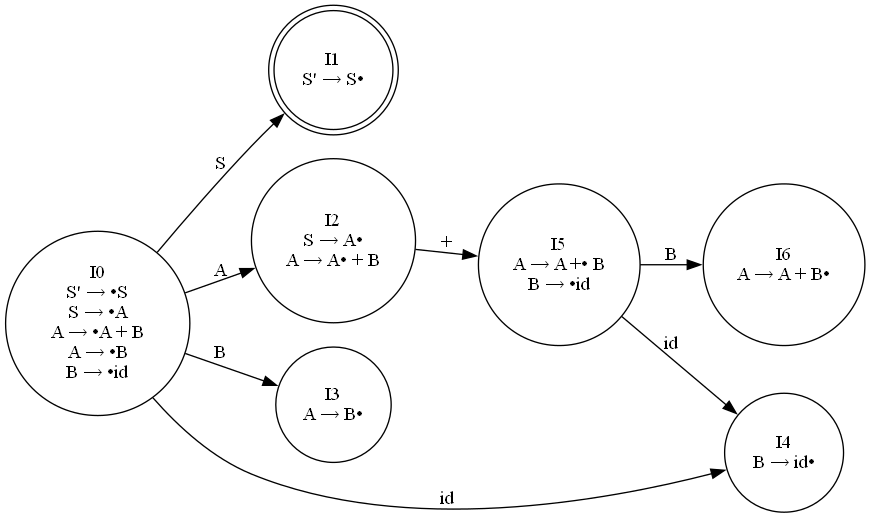 I1
S' → S•
S
I0
S' → •S
S → •A
A → •A + B
A → •B
B → •id
A
I2
S → A•
A → A• + B
+
I5
A → A +• B
B → •id
B
I6
A → A + B•
B
I3
A → B•
id
I4
B → id•
id